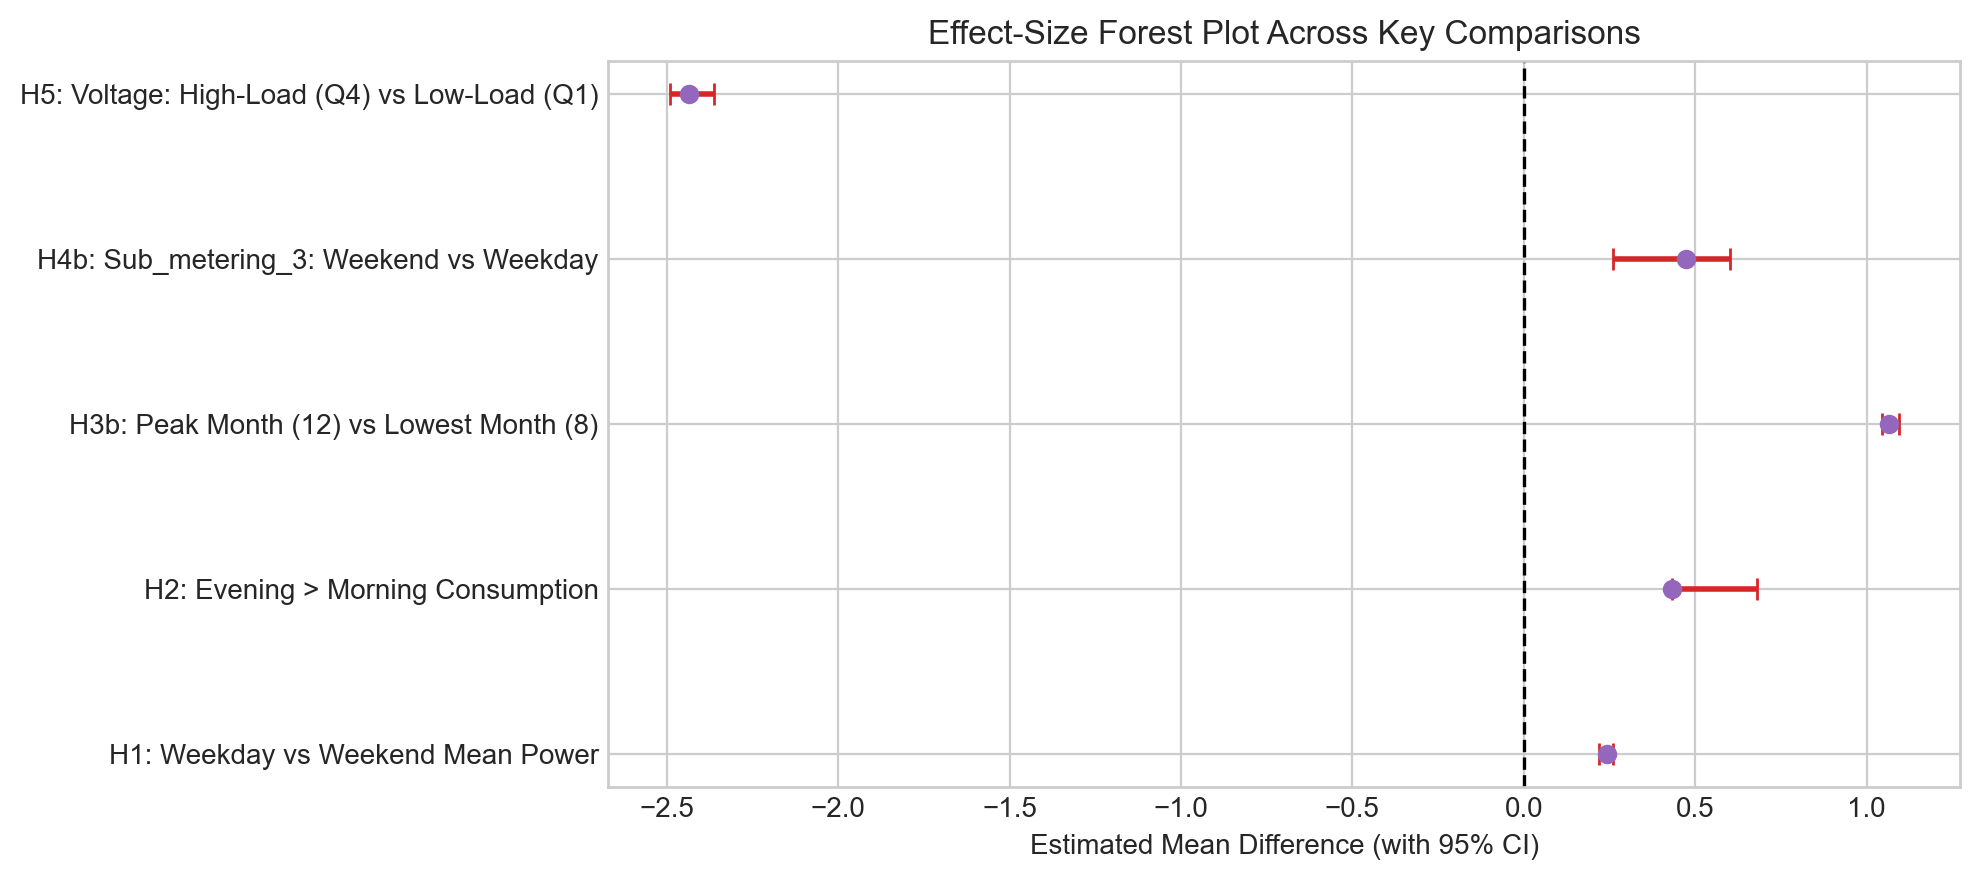 Effect-Size Forest Plot Across Key Comparisons
H5: Voltage: High-Load (Q4) vs Low-Load (Q1)
H4b: Sub_metering_3: Weekend vs Weekday
H3b: Peak Month (12) vs Lowest Month (8)
H2: Evening > Morning Consumption
H1: Weekday vs Weekend Mean Power
−2.5 −2.0 −1.5 −1.0 −0.5 0.0 0.5 1.0
Estimated Mean Difference (with 95% CI)